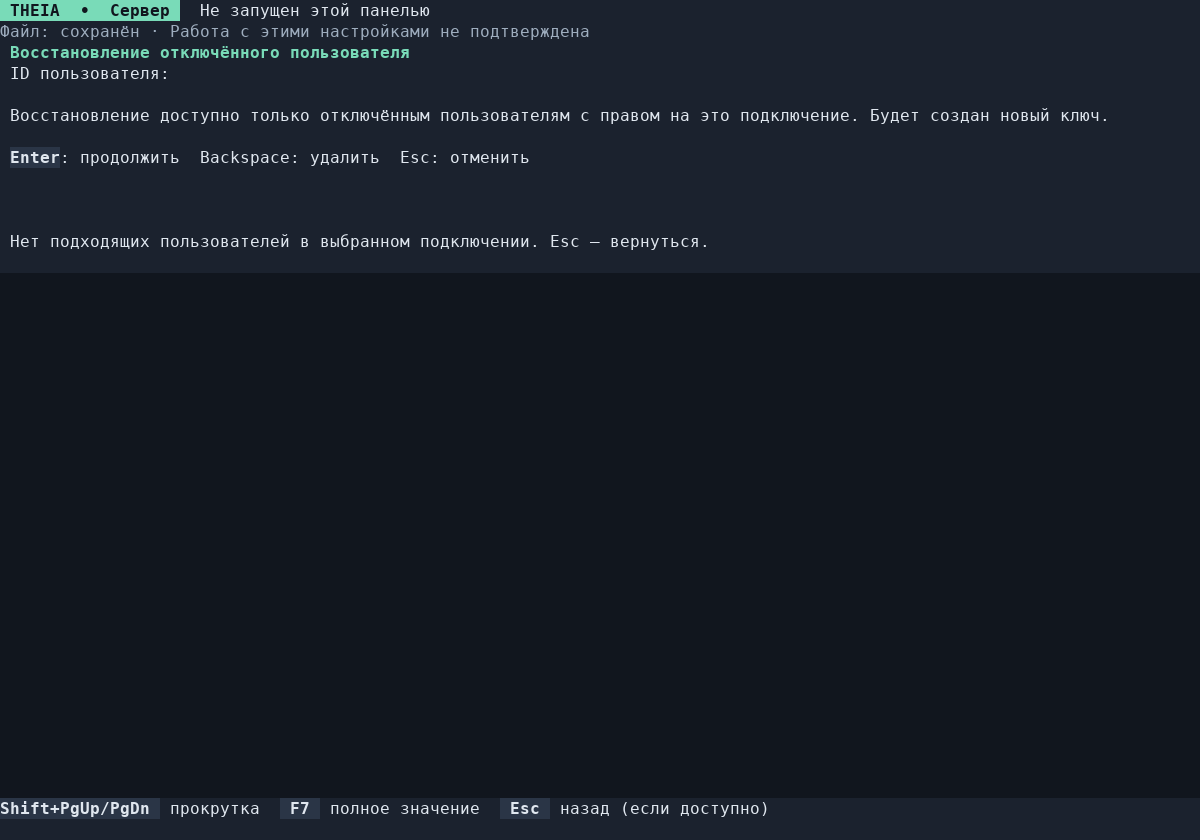 THEIA • Сервер Не запущен этой панелью
Файл: сохранён · Работа с этими настройками не подтверждена
Восстановление отключённого пользователя
ID пользователя:
Восстановление доступно только отключённым пользователям с правом на это подключение. Будет создан новый ключ.
Enter: продолжить Backspace: удалить Esc: отменить
Нет подходящих пользователей в выбранном подключении. Esc — вернуться.
Shift+PgUp/PgDn прокрутка F7 полное значение Esc назад (если доступно)